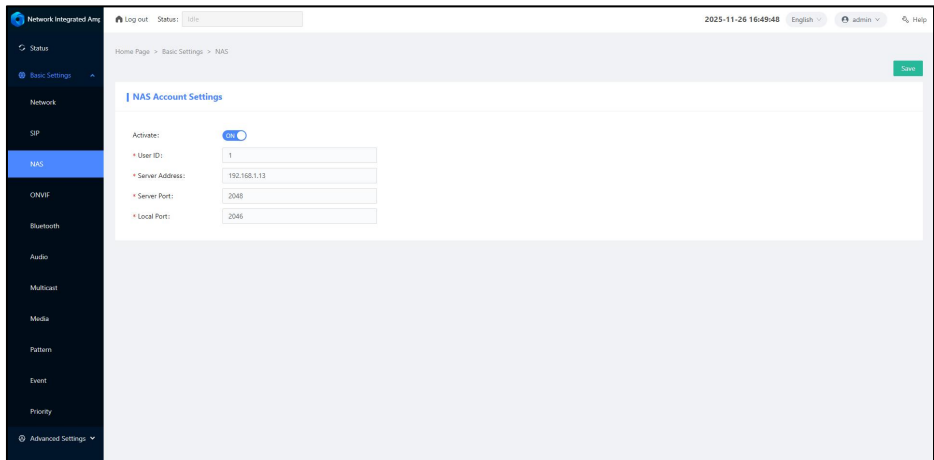 Network Integrated Amp
Log out Status: Idle 2025-11-26 16:49:48 English admin Help
Status
Home Page > Basic Settings > NAS
Basic Settings
Save
NAS Account Settings
Network
Activate: ON
SIP
* User ID: 1
NAS
* Server Address: 192.168.1.13
ONVIF
* Server Port: 2048
* Local Port: 2046
Bluetooth
Audio
Multicast
Media
Pattern
Event
Priority
Advanced Settings